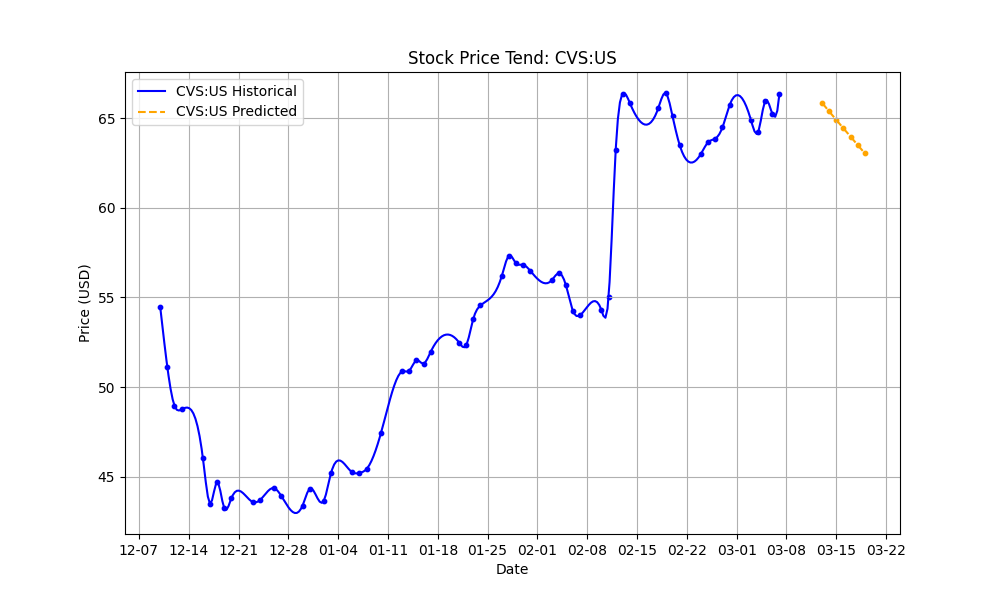 Stock Price Tend: CVS:US
CVS:US Historical
CVS:US Predicted
Price (USD)
65
60
55
50
45
12-07 12-14 12-21 12-28 01-04 01-11 01-18 01-25 02-01 02-08 02-15 02-22 03-01 03-08 03-15 03-22
Date